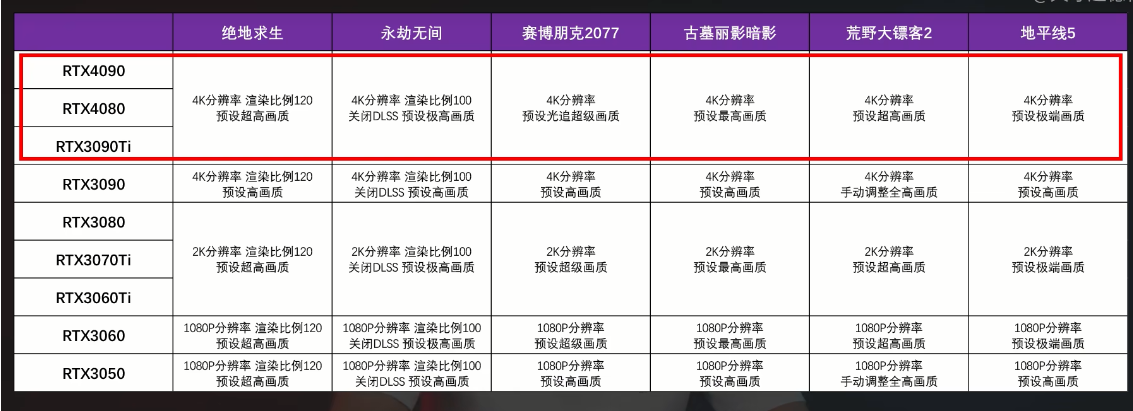 绝地求生 永劫无间 赛博朋克2077 古墓丽影暗影 荒野大镖客2 地平线5
RTX4090
RTX4080
RTX3090Ti
4K分辨率 渲染比例120 4K分辨率 渲染比例100 4K分辨率 4K分辨率 4K分辨率 4K分辨率
预设超高画质 关闭DLSS 预设极高画质 预设光追超级画质 预设最高画质 预设超高画质 预设极端画质
RTX3090
4K分辨率 渲染比例120 4K分辨率 渲染比例100 4K分辨率 4K分辨率 4K分辨率 4K分辨率
预设高画质 关闭DLSS 预设高画质 预设高画质 预设高画质 手动调整全高画质 预设高画质
RTX3080
RTX3070Ti
RTX3060Ti
2K分辨率 渲染比例120 2K分辨率 渲染比例100 2K分辨率 2K分辨率 2K分辨率 2K分辨率
预设超高画质 关闭DLSS 预设极高画质 预设超级画质 预设最高画质 预设超高画质 预设极端画质
RTX3060
1080P分辨率 渲染比例120 1080P分辨率 渲染比例100 1080P分辨率 1080P分辨率 1080P分辨率 1080P分辨率
预设超高画质 关闭DLSS 预设极高画质 预设超级画质 预设最高画质 预设超高画质 预设极端画质
RTX3050
1080P分辨率 渲染比例120 1080P分辨率 渲染比例100 1080P分辨率 1080P分辨率 1080P分辨率 1080P分辨率
预设超高画质 关闭DLSS 预设高画质 预设高画质 预设高画质 手动调整全高画质 预设高画质